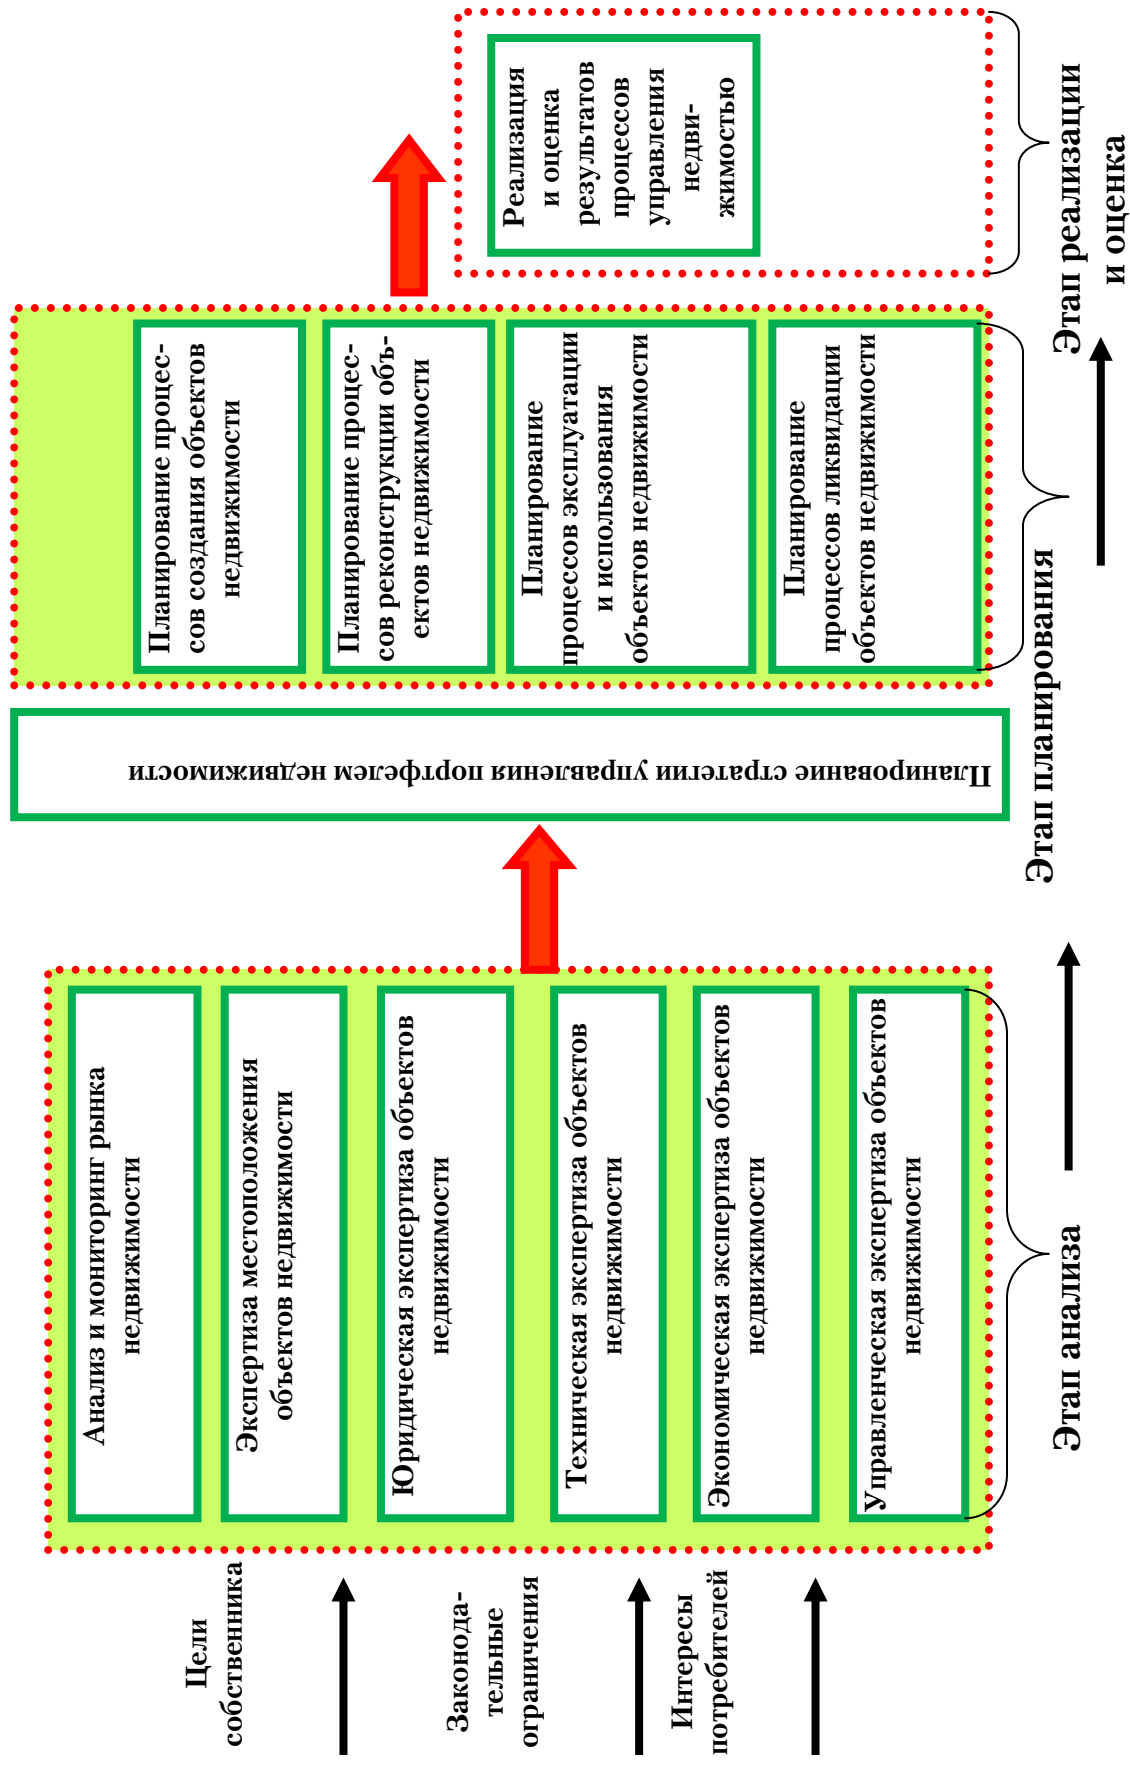 Цели
собственника
Законода-
тельные
ограничения
Интересы
потребителей
Анализ и мониторинг рынка
недвижимости
Экспертиза местоположения
объектов недвижимости
Юридическая экспертиза объектов
недвижимости
Техническая экспертиза объектов
недвижимости
Экономическая экспертиза объектов
недвижимости
Управленческая экспертиза объектов
недвижимости
Этап анализа
Планирование стратегии управления портфелем недвижимости
Планирование процес-
сов создания объектов
недвижимости
Планирование процес-
сов реконструкции объ-
ектов недвижимости
Планирование
процессов эксплуатации
и использования
объектов недвижимости
Планирование
процессов ликвидации
объектов недвижимости
Этап планирования
Реализация
и оценка
результатов
процессов
управления
недви-
жимостью
Этап реализации
и оценка